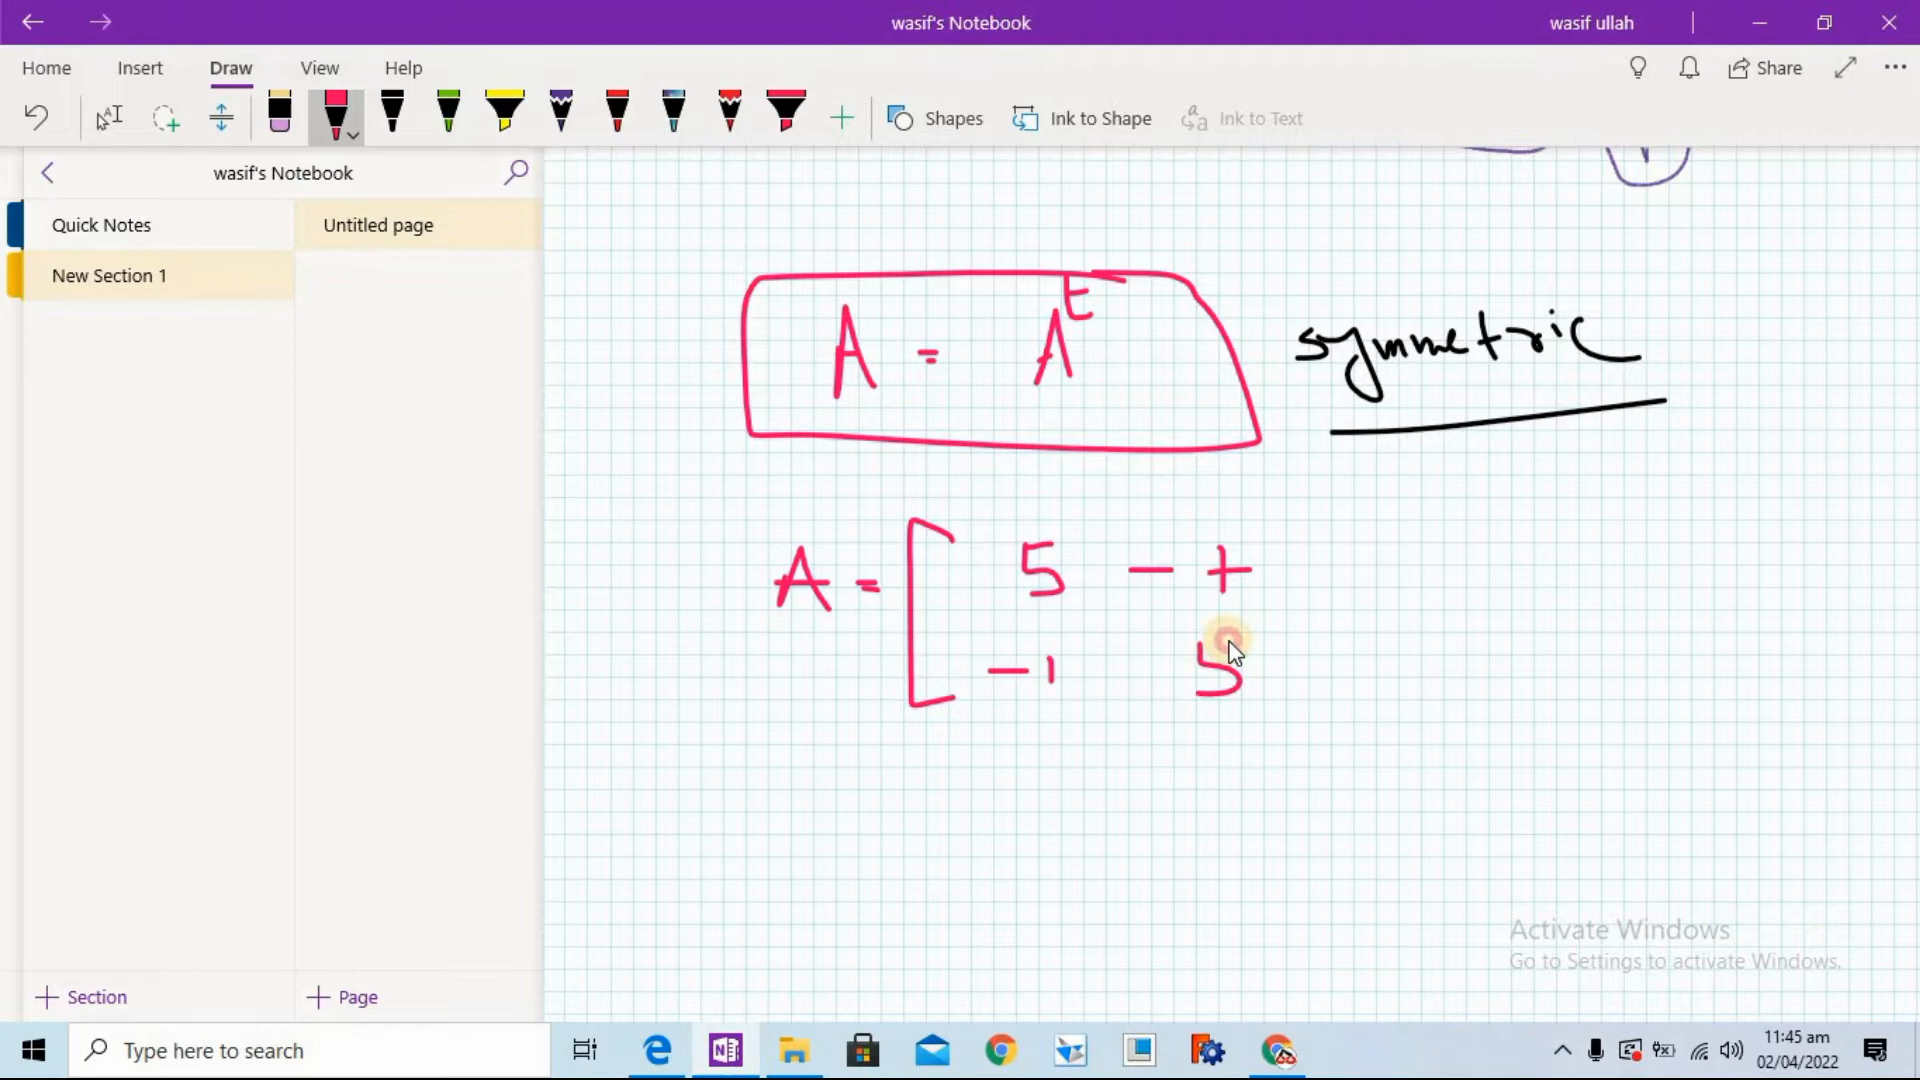 wasif's Notebook
wasif ullah
Home Insert Draw View Help
Share
Shapes Ink to Shape Ink to Text
wasif's Notebook
Quick Notes
Untitled page
New Section 1
A = A^t
symmetric
A = [ 5 - +
-1 5
Activate Windows
Go to Settings to activate Windows.
+ Section
+ Page
Type here to search
11:45 am
02/04/2022